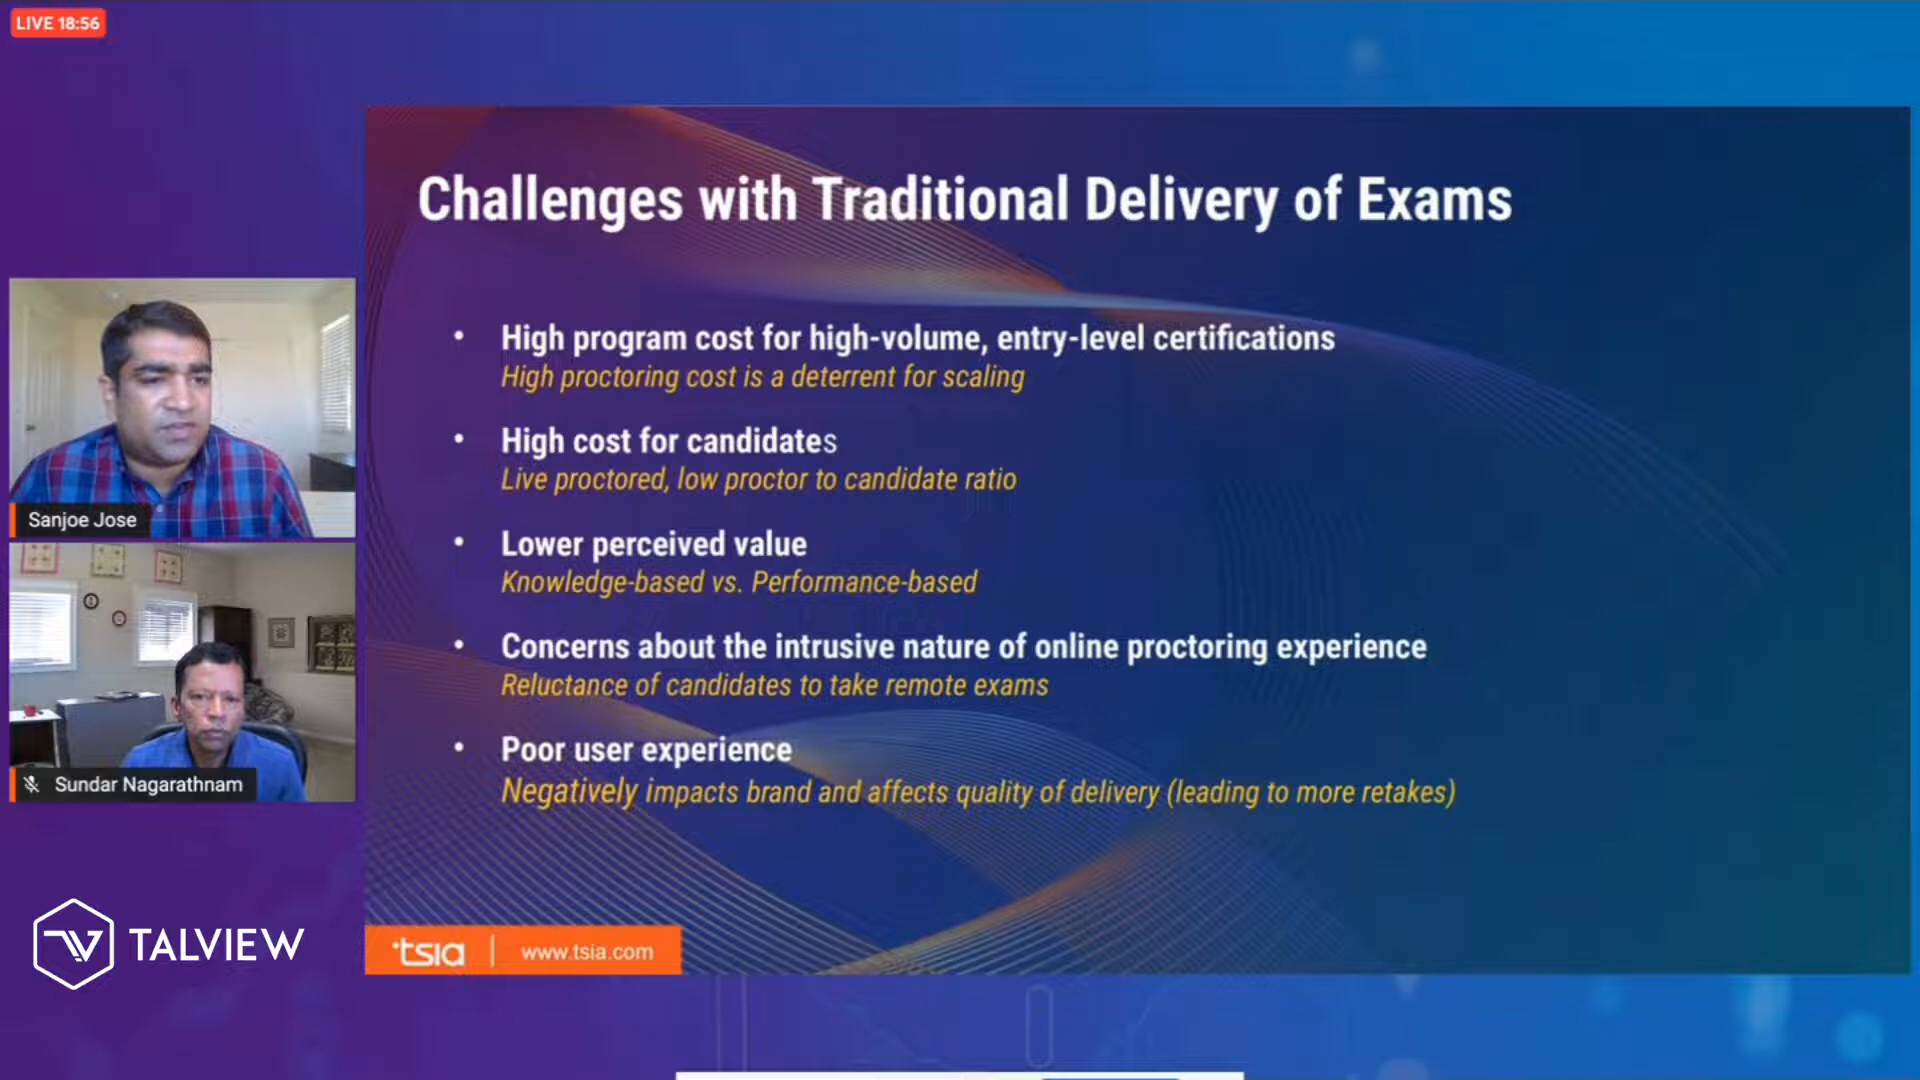 LIVE 18:56
Challenges with Traditional Delivery of Exams
• High program cost for high-volume, entry-level certifications
High proctoring cost is a deterrent for scaling
• High cost for candidates
Live proctored, low proctor to candidate ratio
• Lower perceived value
Knowledge-based vs. Performance-based
• Concerns about the intrusive nature of online proctoring experience
Reluctance of candidates to take remote exams
• Poor user experience
Negatively impacts brand and affects quality of delivery (leading to more retakes)
Sanjoe Jose
Sundar Nagarathnam
TALVIEW
tsia | www.tsia.com